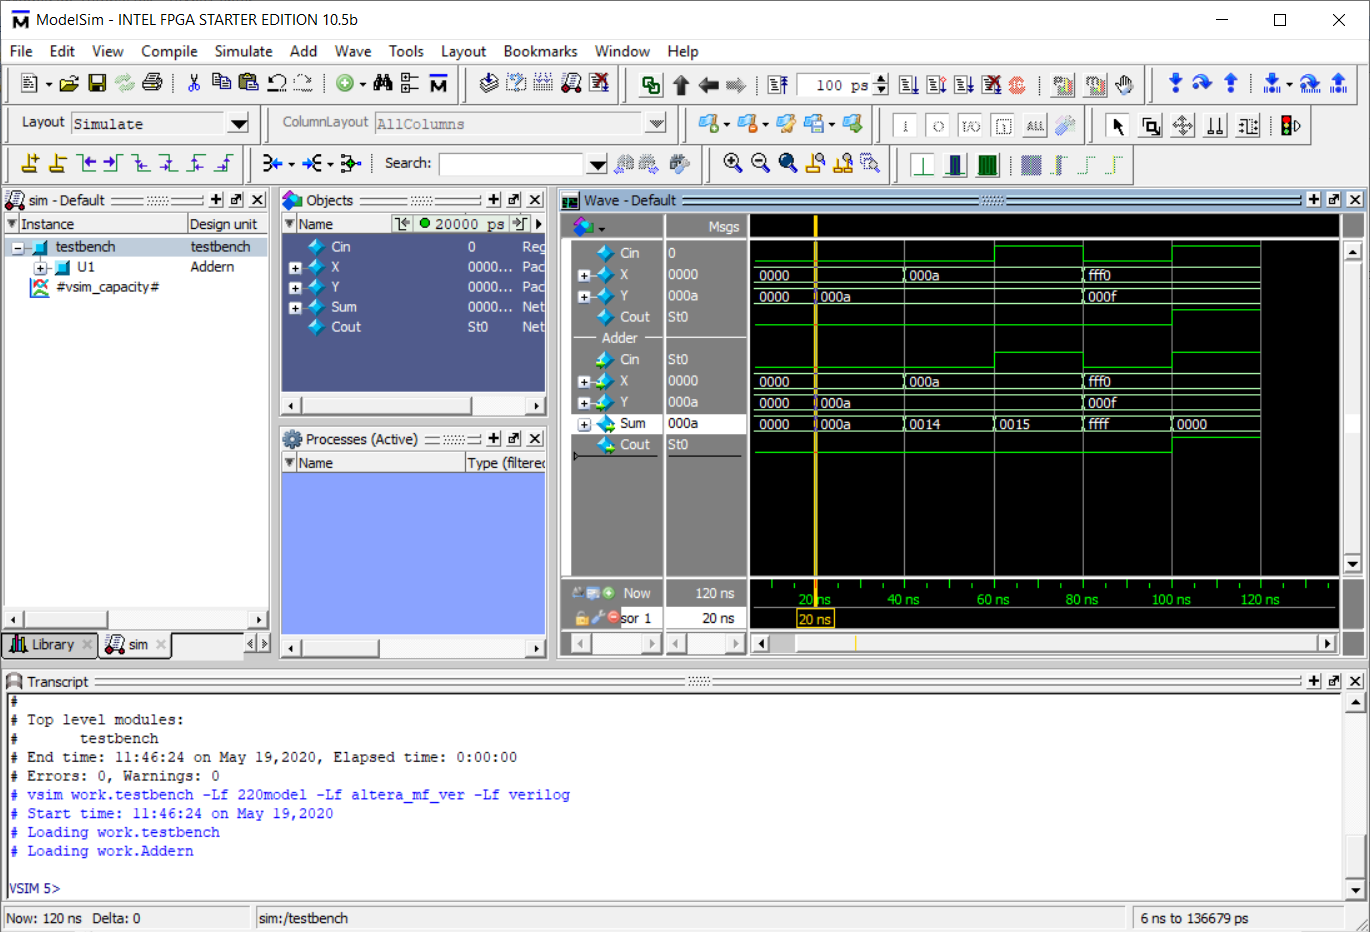 ModelSim - INTEL FPGA STARTER EDITION 10.5b
File Edit View Compile Simulate Add Wave Tools Layout Bookmarks Window Help
100 ps
Layout Simulate
ColumnLayout AllColumns
Search:
sim - Default
Instance Design unit
testbench testbench
U1 Addern
#vsim_capacity#
Library sim
Objects
Name 20000 ps
Cin 0 Reg
X 0000... Pac
Y 0000... Pac
Sum 0000... Net
Cout St0 Net
Processes (Active)
Name Type (filtered
Wave - Default
Msgs
Cin 0
X 0000 0000 000a fff0
Y 000a 0000 000a 000f
Cout St0
Adder
Cin St0
X 0000 0000 000a fff0
Y 000a 0000 000a 000f
Sum 000a 0000 000a 0014 0015 ffff 0000
Cout St0
Now 120 ns 20 ns 40 ns 60 ns 80 ns 100 ns 120 ns
sor 1 20 ns 20 ns
Transcript
#
# Top level modules:
# testbench
# End time: 11:46:24 on May 19,2020, Elapsed time: 0:00:00
# Errors: 0, Warnings: 0
# vsim work.testbench -Lf 220model -Lf altera_mf_ver -Lf verilog
# Start time: 11:46:24 on May 19,2020
# Loading work.testbench
# Loading work.Addern
VSIM 5>
Now: 120 ns Delta: 0 sim:/testbench 6 ns to 136679 ps